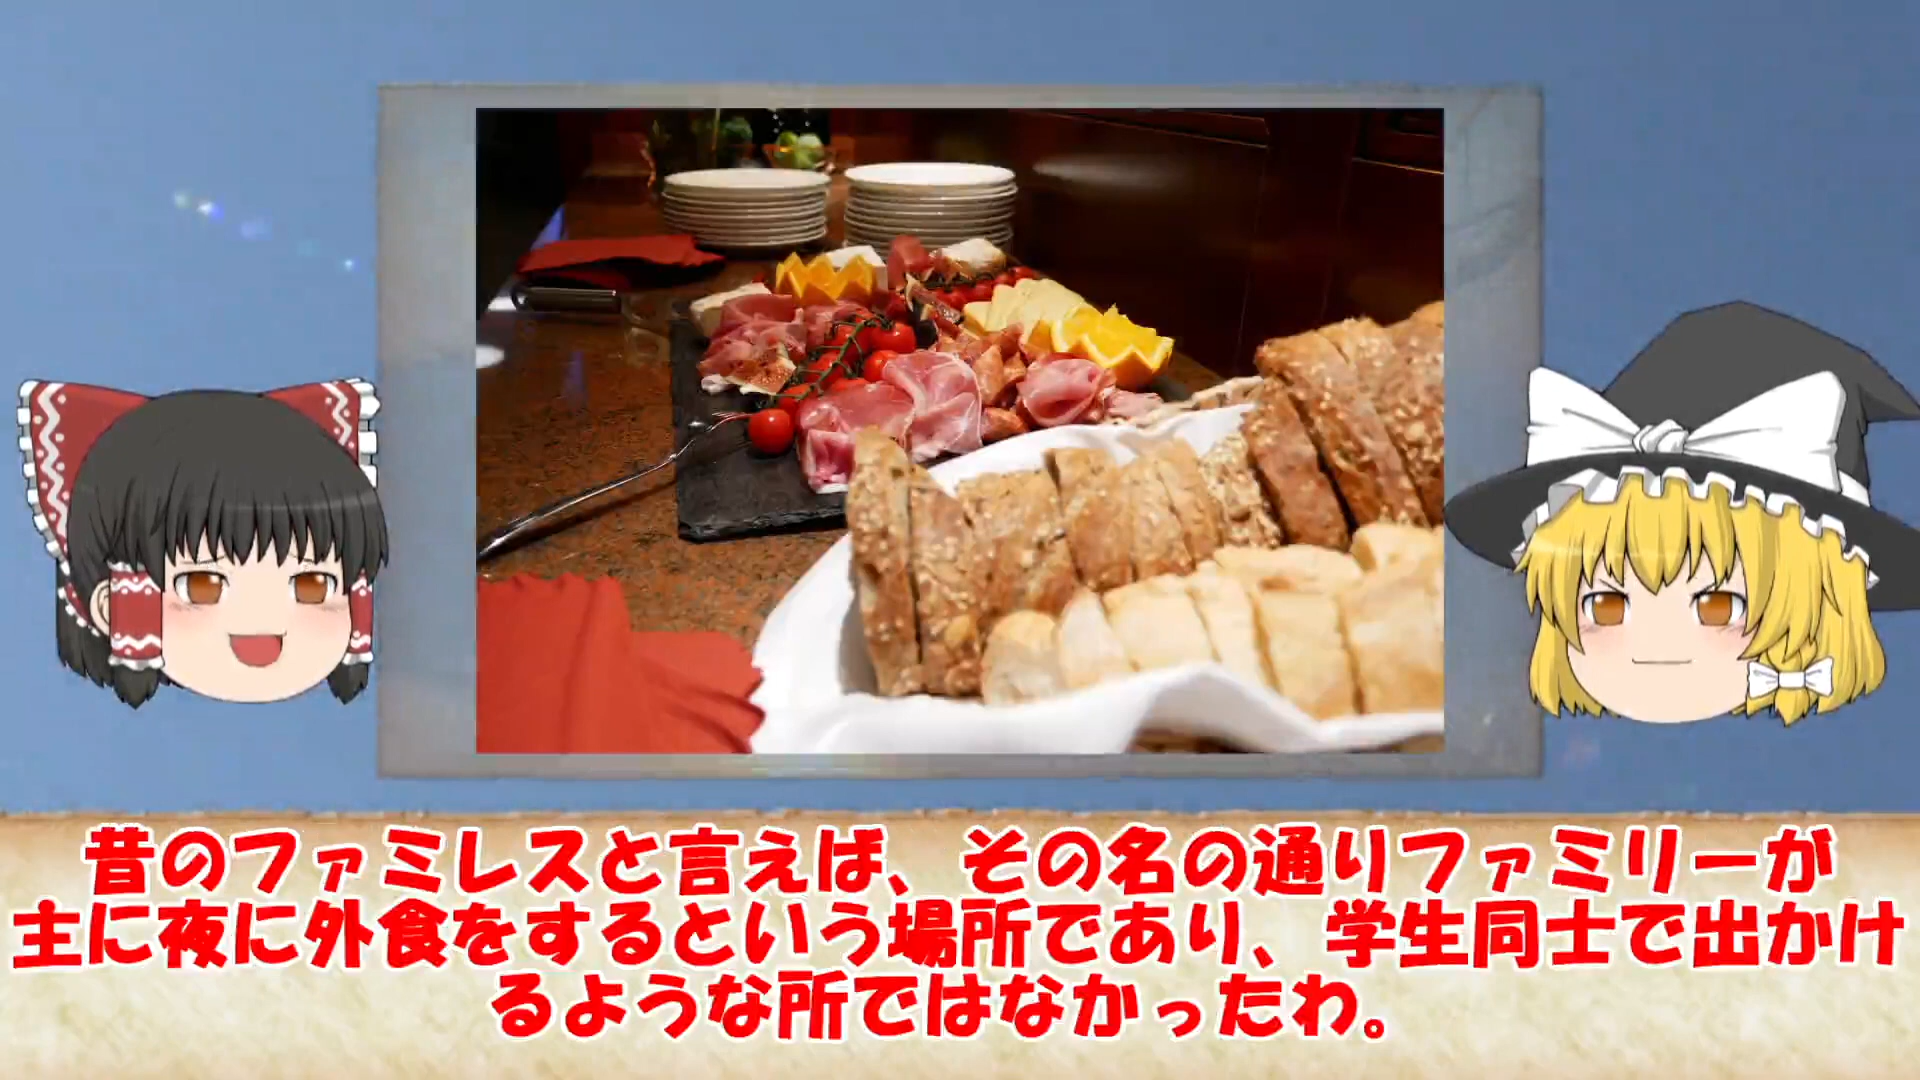 昔のファミレスと言えば、その名の通りファミリーが
主に夜に外食をするという場所であり、学生同士で出かけ
るような所ではなかったわ。